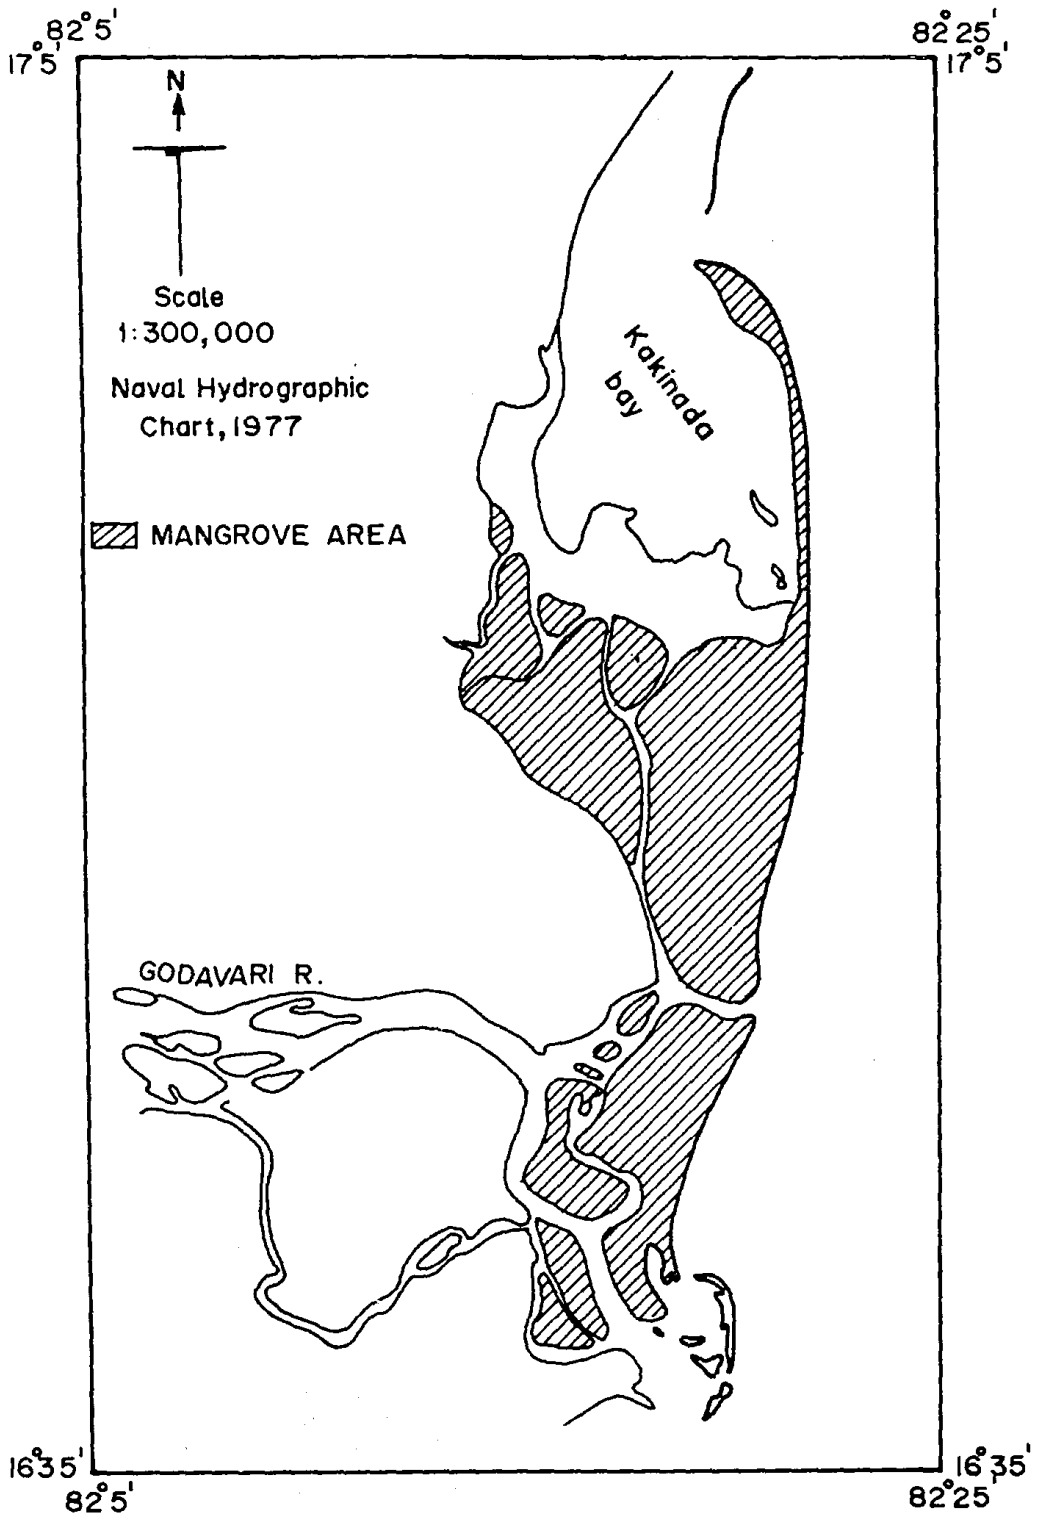 82°5'
82°25'
17°5'
17°5'
N
Scale
1:300,000
Naval Hydrographic
Chart, 1977
Kakinada
bay
MANGROVE AREA
GODAVARI R.
16°35'
16°35'
82°5'
82°25'